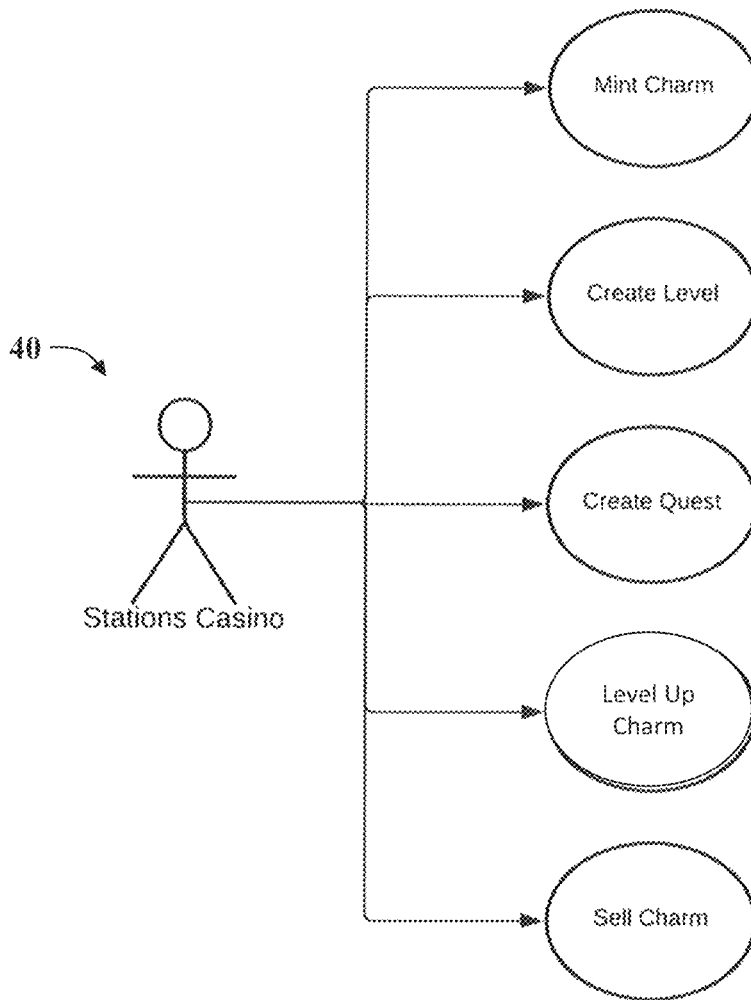 Mint Charm
Create Level
40
Create Quest
Stations Casino
Level Up
Charm
Sell Charm